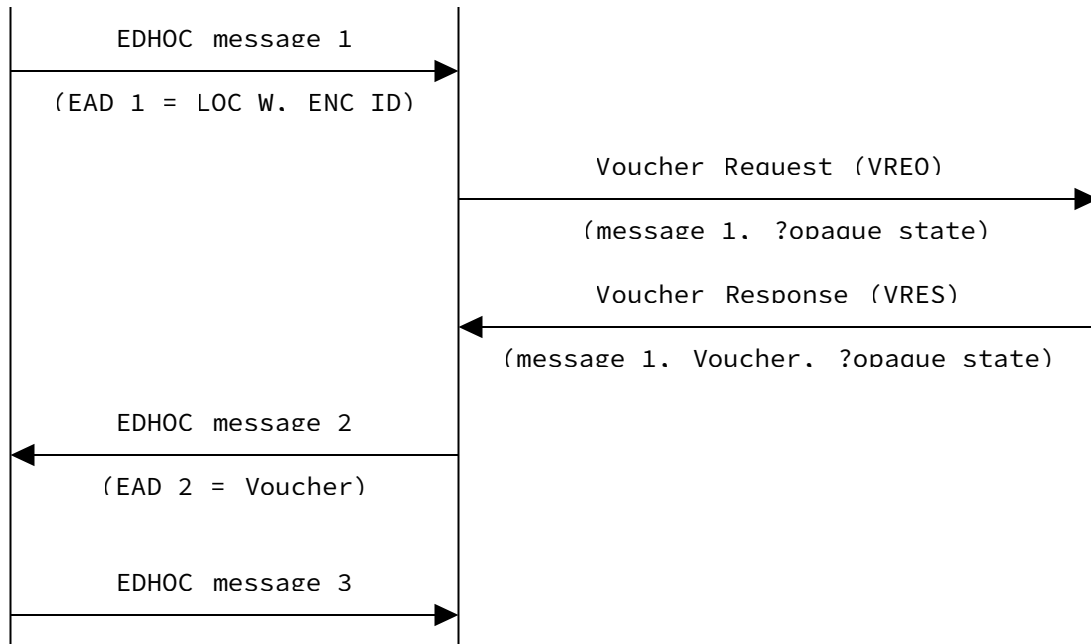 EDHOC message 1
(EAD 1 = LOC W, ENC ID)
Voucher Request (VREQ)
(message 1, ?opaque state)
Voucher Response (VRES)
(message 1, Voucher, ?opaque state)
EDHOC message 2
(EAD 2 = Voucher)
EDHOC message 3